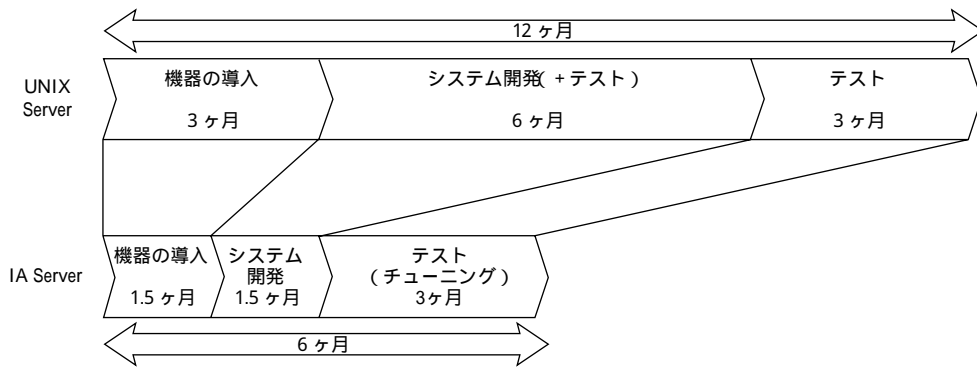 12 ヶ月
UNIX
Server
機器の導入
3 ヶ月
システム開発( + テスト )
6 ヶ月
テスト
3 ヶ月
IA Server
機器の導入
1.5 ヶ月
システム
開発
1.5 ヶ月
テスト
( チューニング )
3ヶ月
6 ヶ月